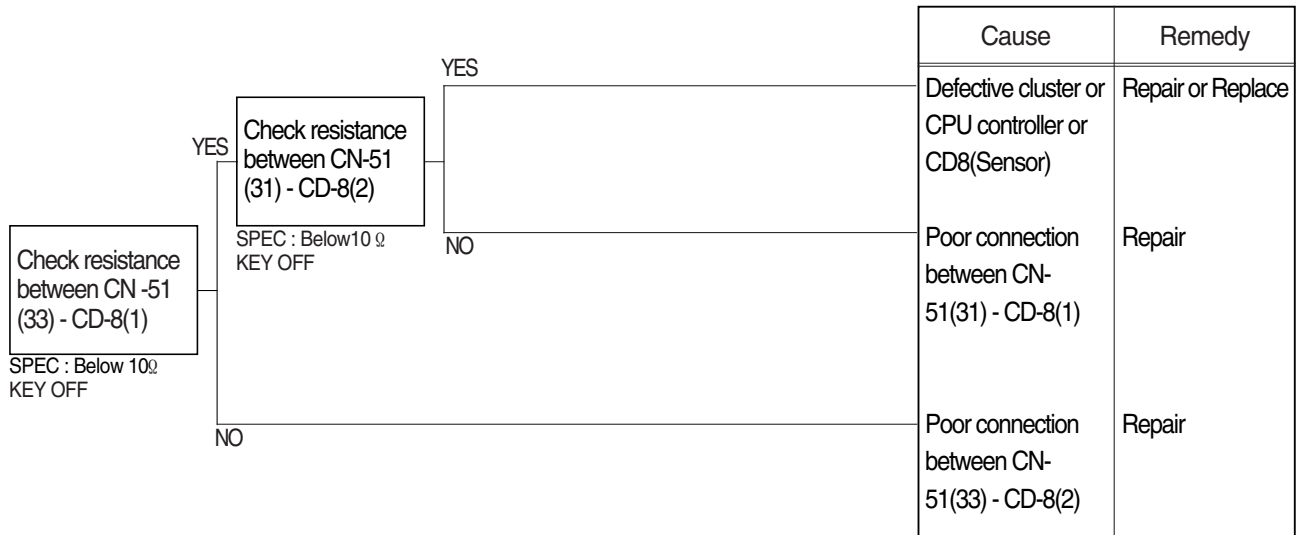 Check resistance
between CN -51
(33) - CD-8(1)
SPEC : Below 10Ω
KEY OFF
YES
NO
Check resistance
between CN-51
(31) - CD-8(2)
SPEC : Below10 Ω
KEY OFF
YES
NO
Cause
Remedy
Defective cluster or
CPU controller or
CD8(Sensor)
Repair or Replace
Poor connection
between CN-
51(31) - CD-8(1)
Repair
Poor connection
between CN-
51(33) - CD-8(2)
Repair